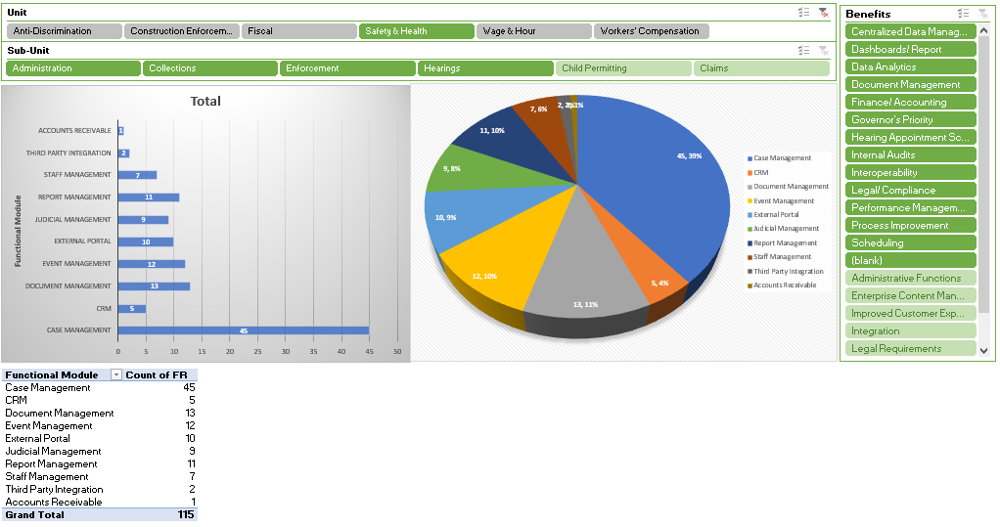 Unit
Anti-Discrimination
Construction Enforcem...
Fiscal
Safety & Health
Wage & Hour
Workers' Compensation
Sub-Unit
Administration
Collections
Enforcement
Hearings
Child Permitting
Claims
Total
Functional Module
ACCOUNTS RECEIVABLE 1
THIRD PARTY INTEGRATION 2
STAFF MANAGEMENT 7
REPORT MANAGEMENT 11
JUDICIAL MANAGEMENT 9
EXTERNAL PORTAL 10
EVENT MANAGEMENT 12
DOCUMENT MANAGEMENT 13
CRM 5
CASE MANAGEMENT 45
0 5 10 15 20 25 30 35 40 45 50
45, 39%
5, 4%
13, 11%
12, 10%
10, 9%
9, 8%
11, 10%
7, 6%
Case Management
CRM
Document Management
Event Management
External Portal
Judicial Management
Report Management
Staff Management
Third Party Integration
Accounts Receivable
Benefits
Centralized Data Manag...
Dashboards/ Report
Data Analytics
Document Management
Finance/ Accounting
Governor's Priority
Hearing Appointment Sc...
Internal Audits
Interoperability
Legal/ Compliance
Performance Managem...
Process Improvement
Scheduling
(blank)
Administrative Functions
Enterprise Content Man...
Improved Customer Exp...
Integration
Legal Requirements
Functional Module Count of FR
Case Management 45
CRM 5
Document Management 13
Event Management 12
External Portal 10
Judicial Management 9
Report Management 11
Staff Management 7
Third Party Integration 2
Accounts Receivable 1
Grand Total 115